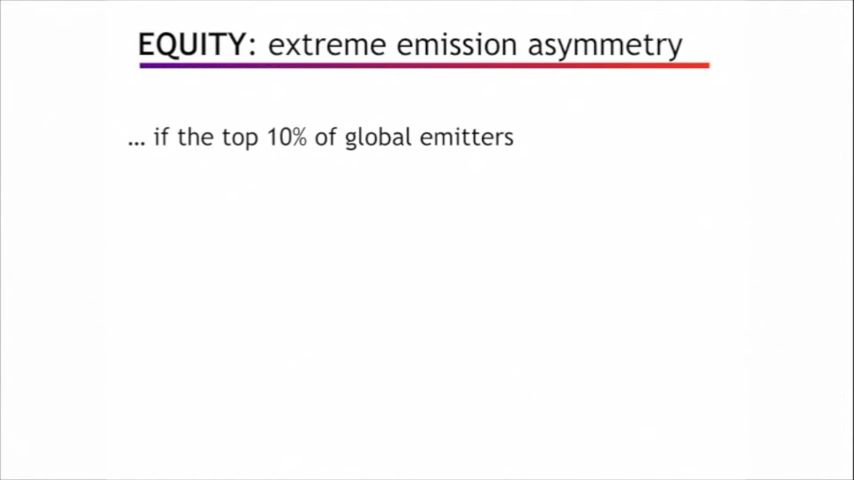 EQUITY: extreme emission asymmetry
… if the top 10% of global emitters